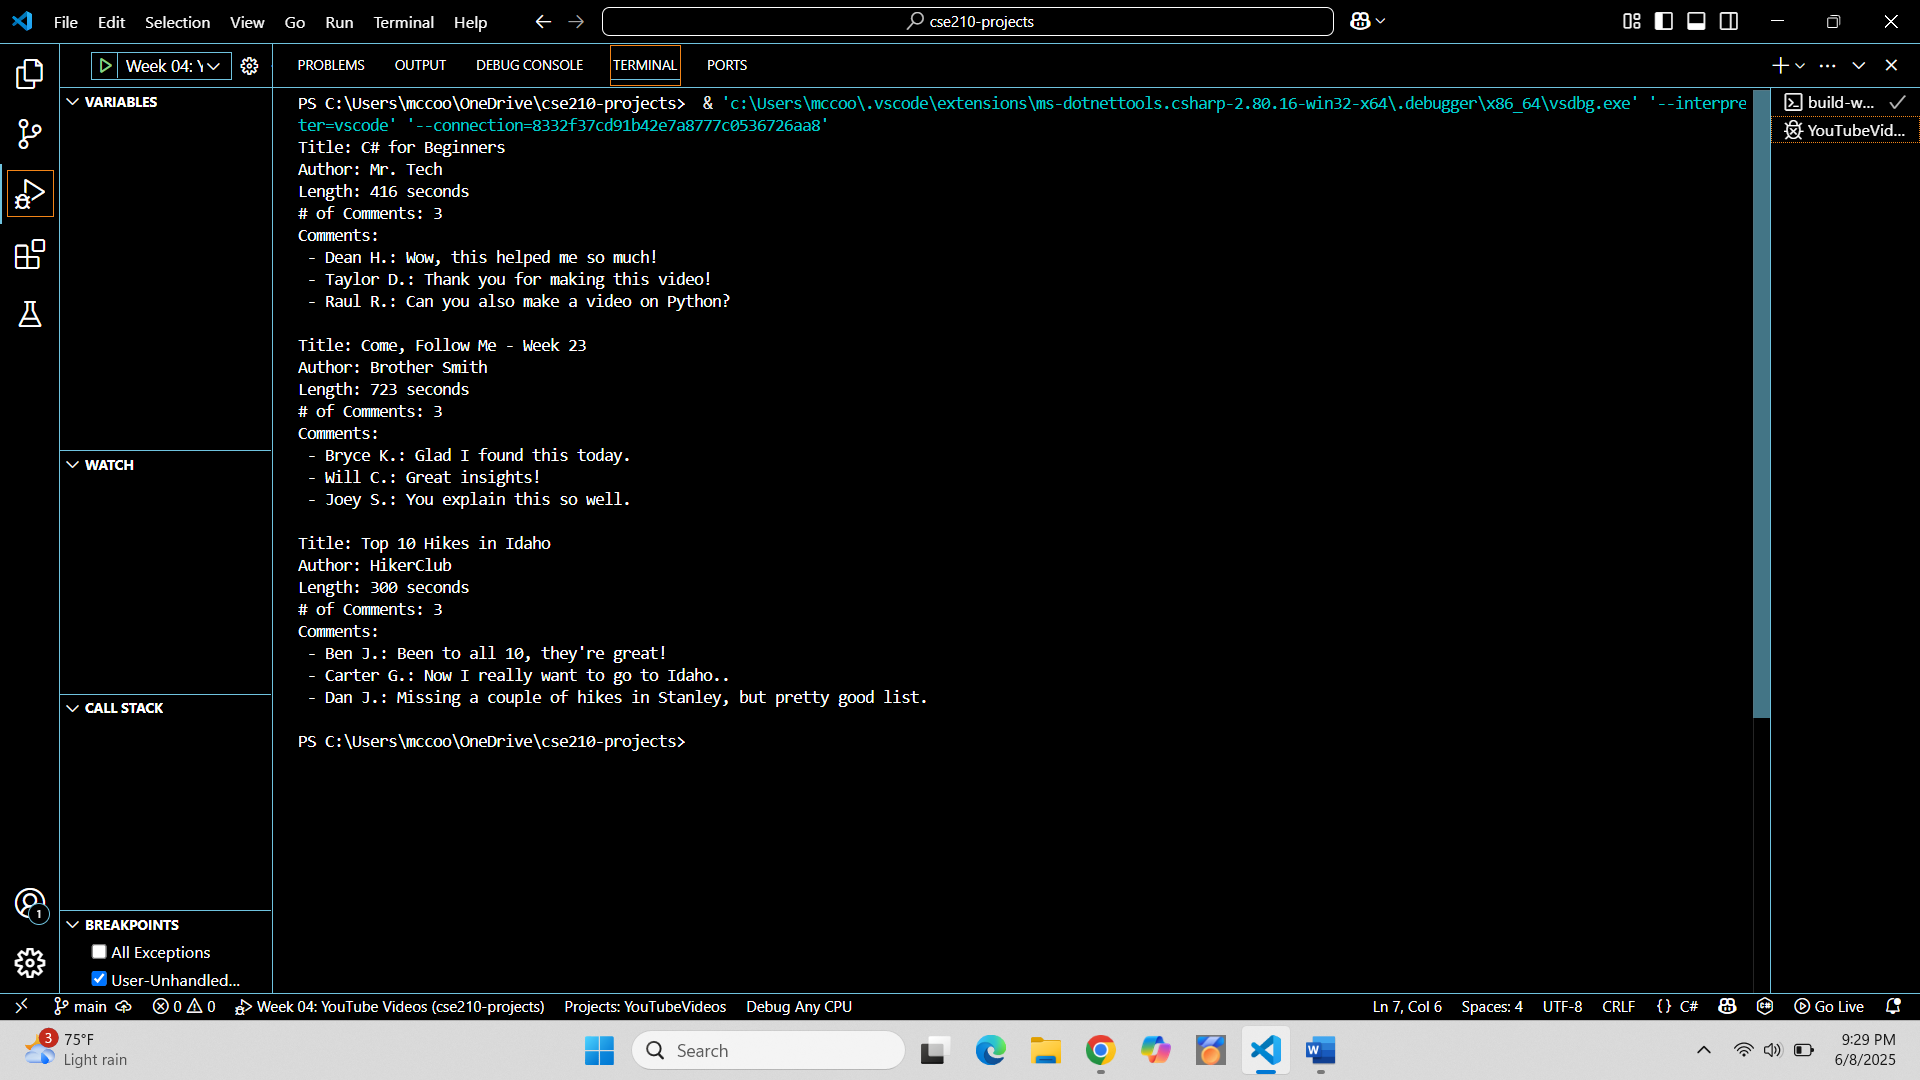 File Edit Selection View Go Run Terminal Help
cse210-projects
Week 04: Y
PROBLEMS OUTPUT DEBUG CONSOLE TERMINAL PORTS
VARIABLES
WATCH
CALL STACK
BREAKPOINTS
All Exceptions
User-Unhandled...
1
PS C:\Users\mccoo\OneDrive\cse210-projects>  & 'c:\Users\mccoo\.vscode\extensions\ms-dotnettools.csharp-2.80.16-win32-x64\.debugger\x86_64\vsdbg.exe' '--interpre
ter=vscode' '--connection=8332f37cd91b42e7a8777c0536726aa8'
Title: C# for Beginners
Author: Mr. Tech
Length: 416 seconds
# of Comments: 3
Comments:
- Dean H.: Wow, this helped me so much!
- Taylor D.: Thank you for making this video!
- Raul R.: Can you also make a video on Python?
Title: Come, Follow Me - Week 23
Author: Brother Smith
Length: 723 seconds
# of Comments: 3
Comments:
- Bryce K.: Glad I found this today.
- Will C.: Great insights!
- Joey S.: You explain this so well.
Title: Top 10 Hikes in Idaho
Author: HikerClub
Length: 300 seconds
# of Comments: 3
Comments:
- Ben J.: Been to all 10, they're great!
- Carter G.: Now I really want to go to Idaho..
- Dan J.: Missing a couple of hikes in Stanley, but pretty good list.
PS C:\Users\mccoo\OneDrive\cse210-projects>
build-w...
YouTubeVid...
main 0 0 Week 04: YouTube Videos (cse210-projects) Projects: YouTubeVideos Debug Any CPU Ln 7, Col 6 Spaces: 4 UTF-8 CRLF {} C# Go Live
3
75°F
Light rain
Search
W
9:29 PM
6/8/2025